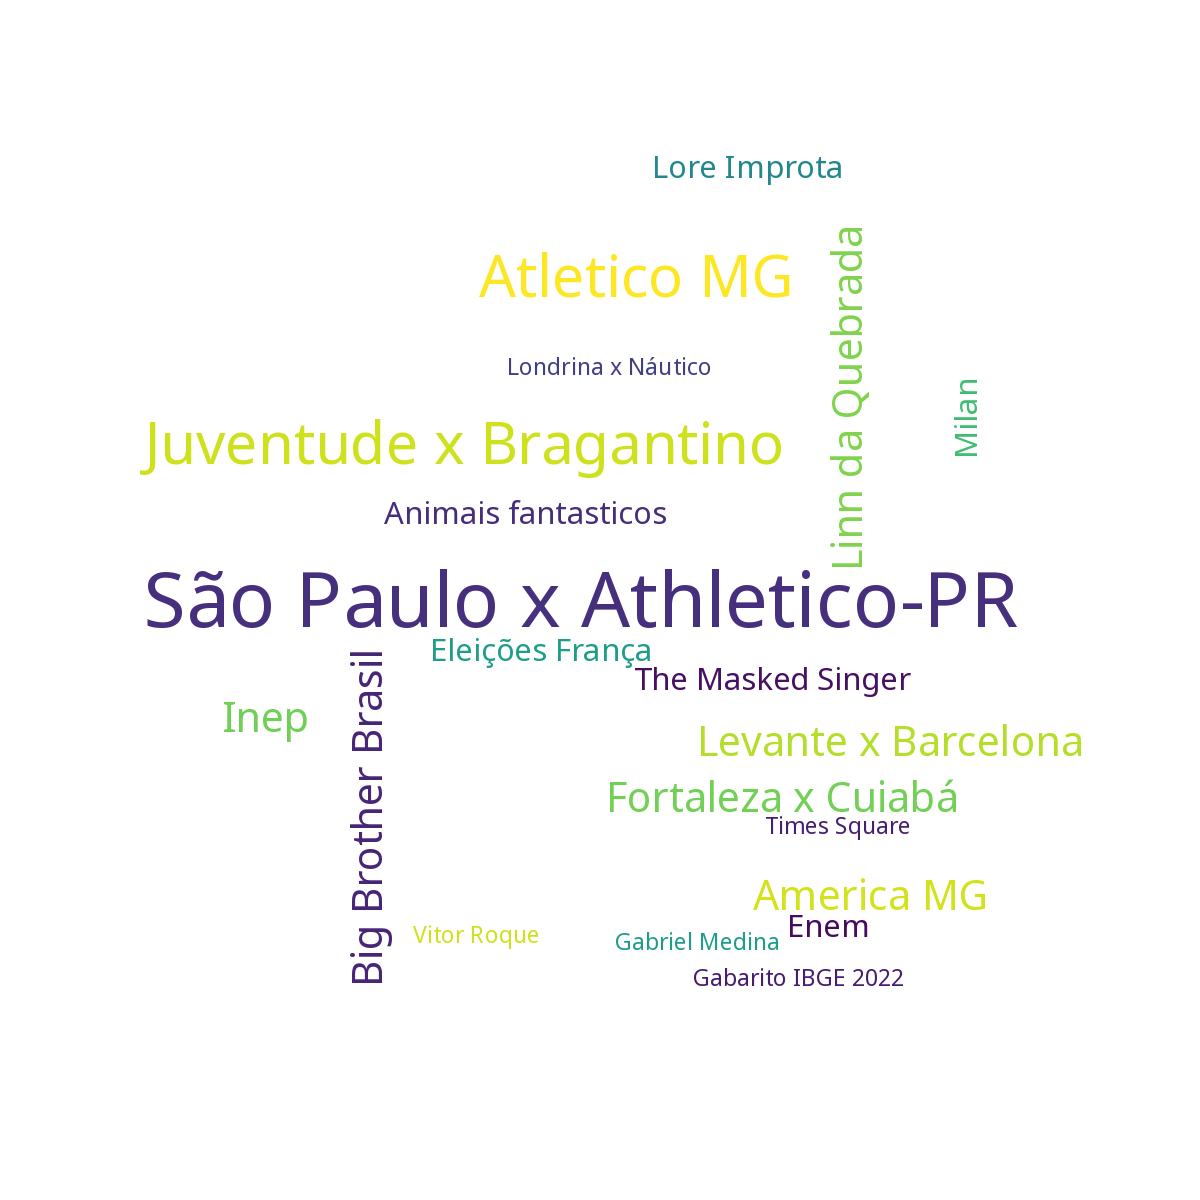 Lore Improta
Atletico MG
Linn da Quebrada
Londrina x Náutico
Milan
Juventude x Bragantino
Animais fantasticos
São Paulo x Athletico-PR
Eleições França
Big Brother Brasil
The Masked Singer
Inep
Levante x Barcelona
Fortaleza x Cuiabá
Times Square
America MG
Enem
Vitor Roque
Gabriel Medina
Gabarito IBGE 2022